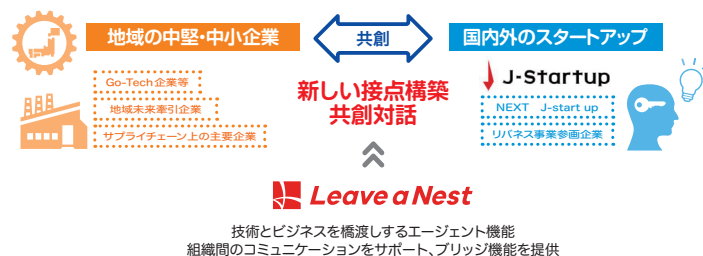 地域の中堅・中小企業
共創
国内外のスタートアップ
Go-Tech企業等
地域未来牽引企業
サプライチェーン上の主要企業
新しい接点構築
共創対話
J-Startup
NEXT J-start up
リバネス事業参画企業
Leave a Nest
技術とビジネスを橋渡しするエージェント機能
組織間のコミュニケーションをサポート、ブリッジ機能を提供